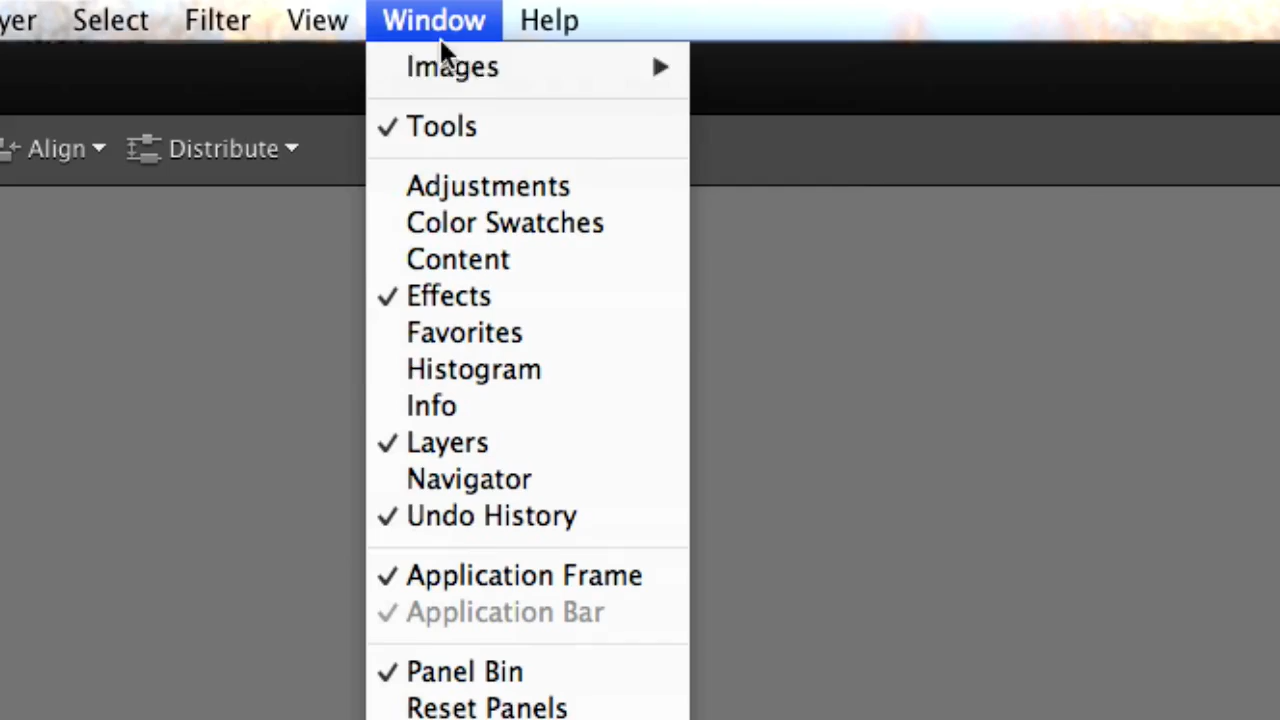 yer Select Filter View Window Help
Images
Align Distribute
Tools
Adjustments
Color Swatches
Content
Effects
Favorites
Histogram
Info
Layers
Navigator
Undo History
Application Frame
Application Bar
Panel Bin
Reset Panels